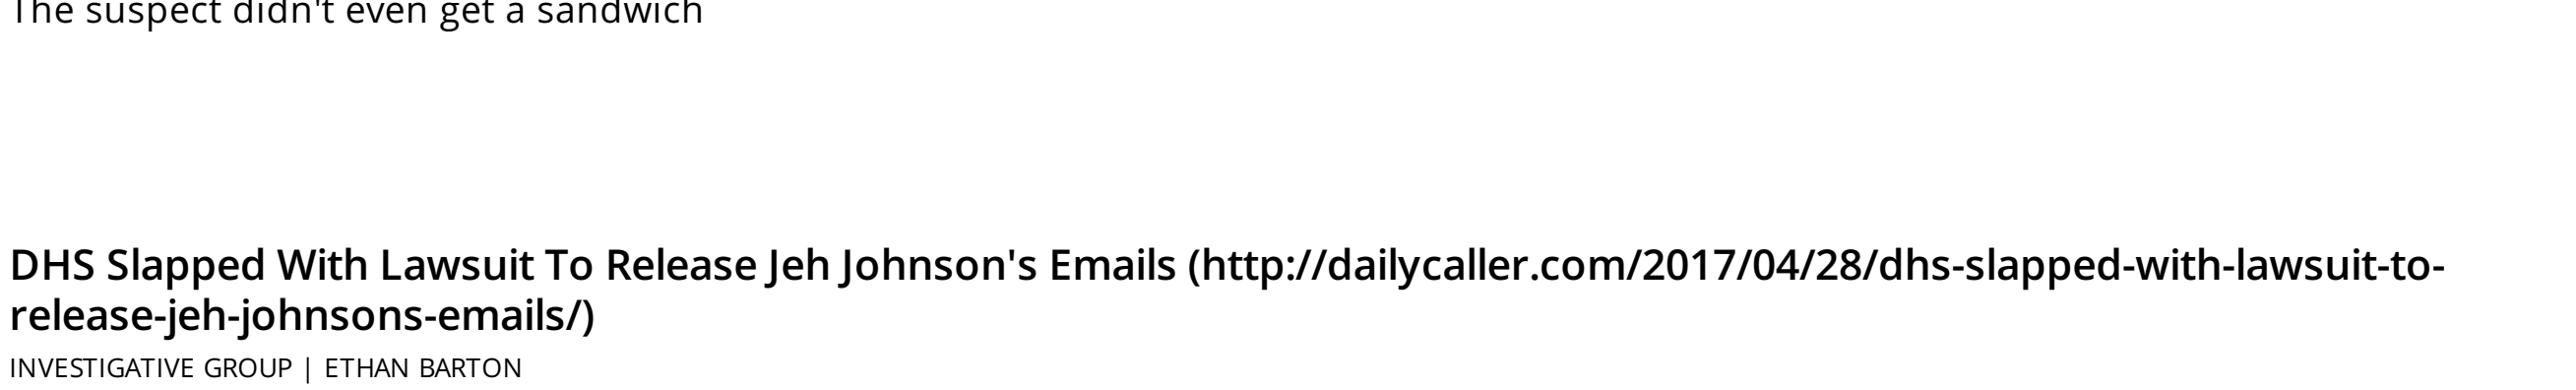 The suspect didn't even get a sandwich
DHS Slapped With Lawsuit To Release Jeh Johnson's Emails (http://dailycaller.com/2017/04/28/dhs-slapped-with-lawsuit-to-
release-jeh-johnsons-emails/)
INVESTIGATIVE GROUP | ETHAN BARTON